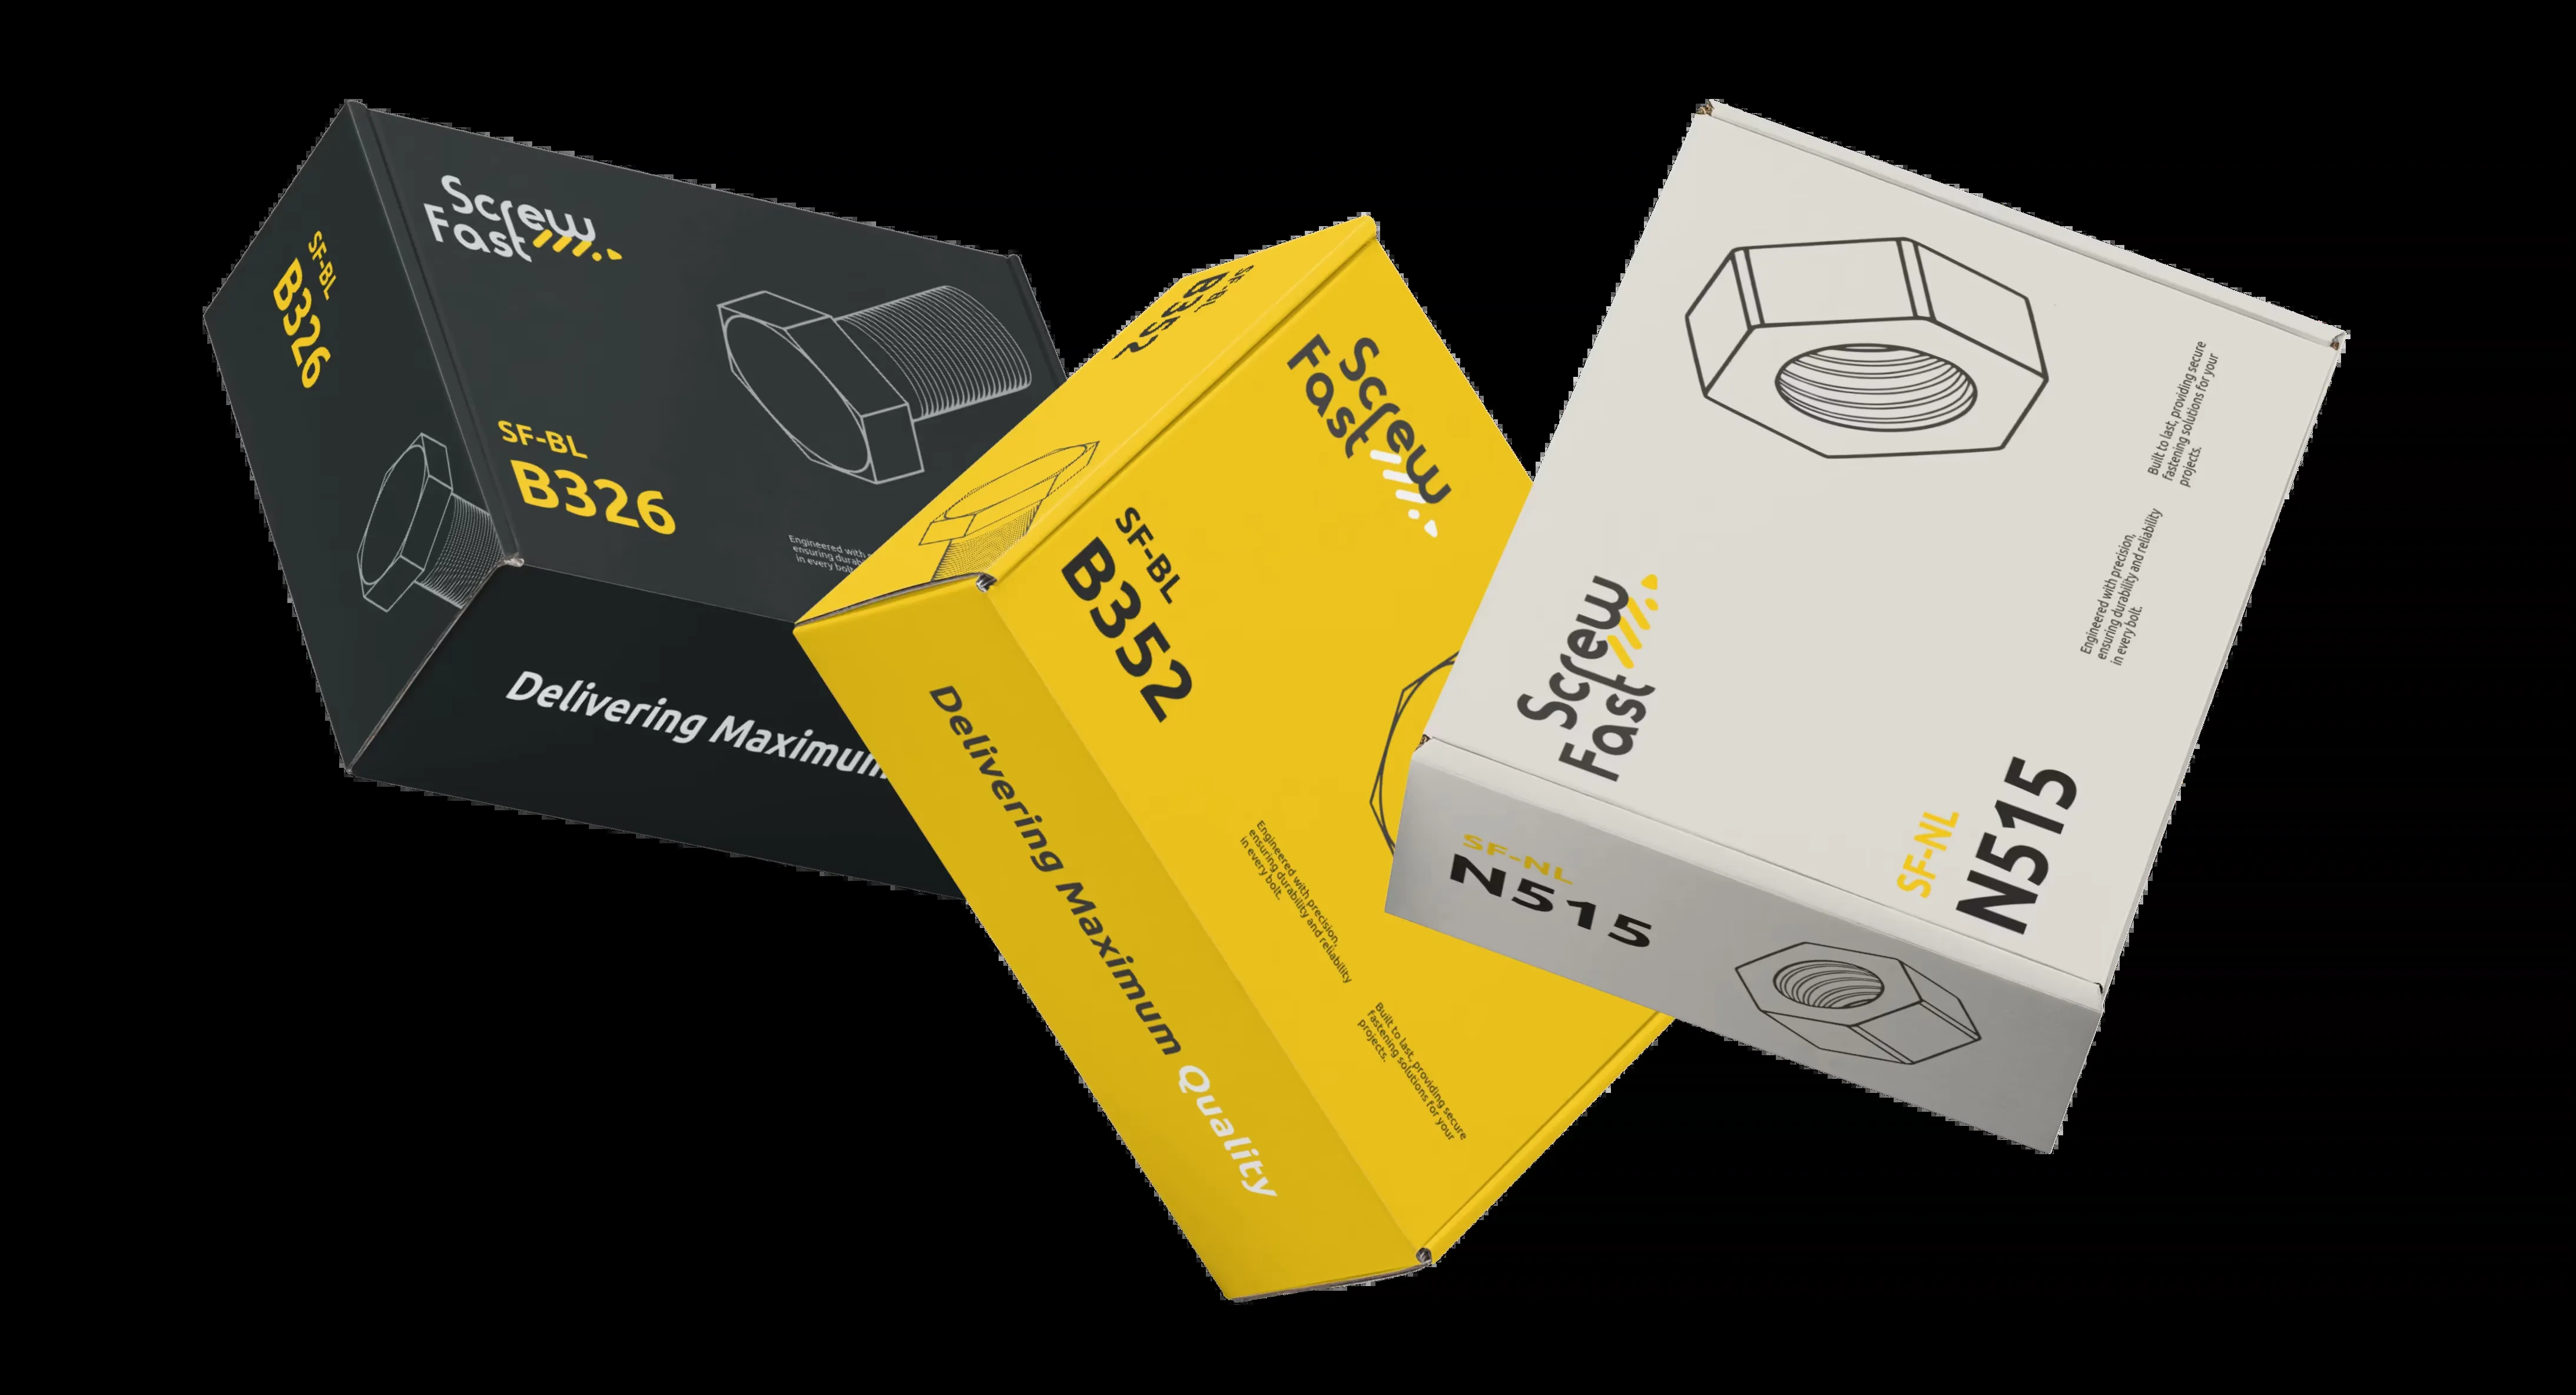 SF-BL
B326
Screw
Fast
SF-BL
B326
Engineered with
ensuring
in every bolt
Delivering Maximum
SF-BL
B352
Screw
Fast
SF-BL
B352
Engineered with precision,
ensuring durability and reliability
in every bolt.
Built to last, providing secure
fastening solutions for your
projects.
Delivering Maximum Quality
Screw
Fast
SF-NL
N515
Engineered with precision,
ensuring durability and reliability
in every bolt.
Built to last, providing secure
fastening solutions for your
projects.
SF-NL
N515